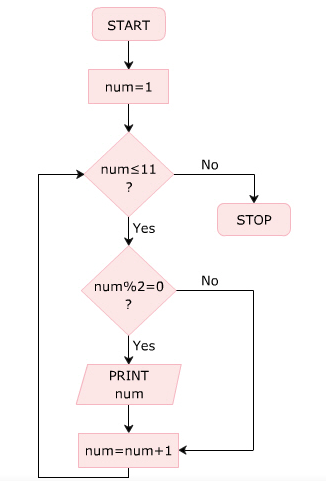 START
num=1
num≤11
?
No
STOP
Yes
num%2=0
?
No
Yes
PRINT
num
num=num+1